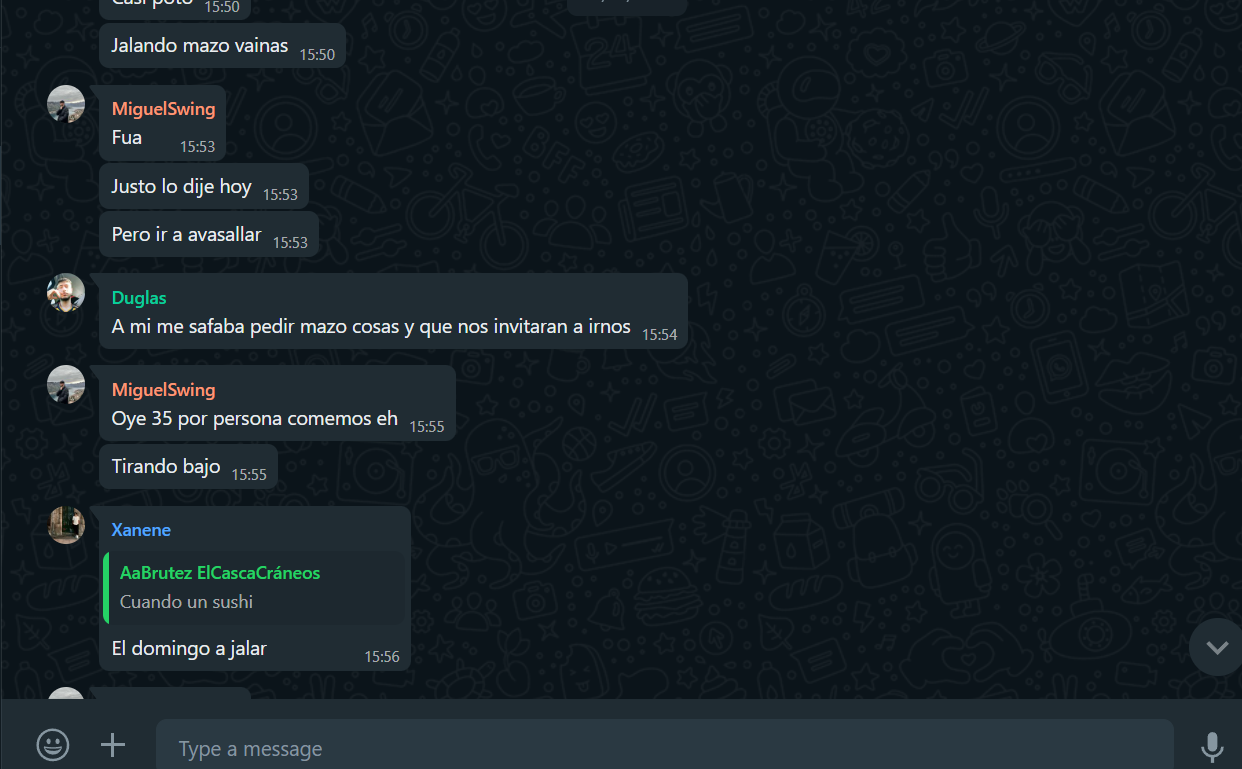 Casi poto 15:50
Jalando mazo vainas 15:50
MiguelSwing
Fua 15:53
Justo lo dije hoy 15:53
Pero ir a avasallar 15:53
Duglas
A mi me safaba pedir mazo cosas y que nos invitaran a irnos 15:54
MiguelSwing
Oye 35 por persona comemos eh 15:55
Tirando bajo 15:55
Xanene
AaBrutez ElCascaCráneos
Cuando un sushi
El domingo a jalar 15:56
Type a message